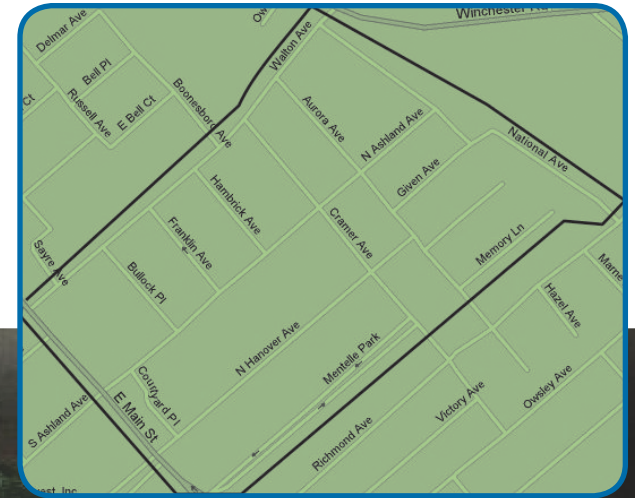 Winchester
Delmar Ave
Walton Ave
Bell Pl
Boonesboro Ave
Ct
Russell Ave
E Bell Ct
Aurora Ave
N Ashland Ave
National Ave
Given Ave
Hambrick Ave
Cramer Ave
Franklin Ave
Sayre Ave
Memory Ln
Bullock Pl
Hazel Ave
N Hanover Ave
Mentelle Park
Courtyard Pl
E Main St
S Ashland Ave
Richmond Ave
Victory Ave
Owsley Ave
Inc